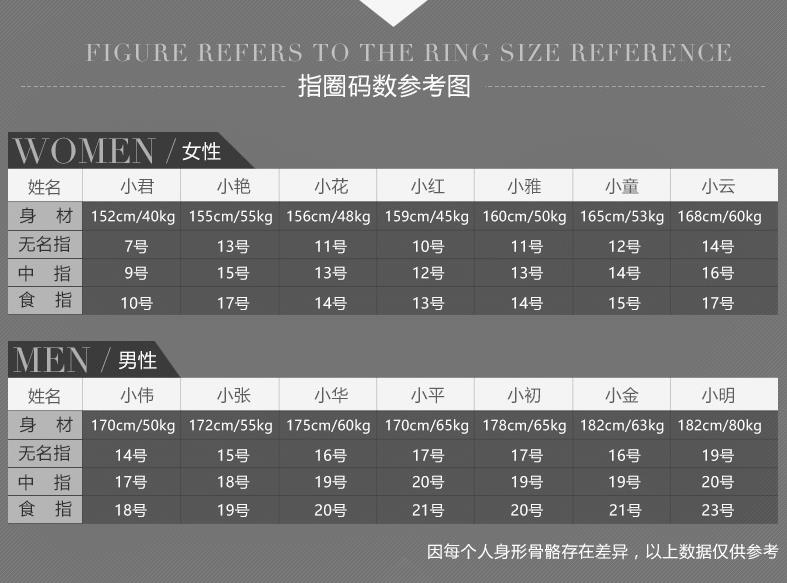 FIGURE REFERS TO THE RING SIZE REFERENCE
指圈码数参考图
WOMEN / 女性
姓名 小君 小艳 小花 小红 小雅 小童 小云
身 材 152cm/40kg 155cm/55kg 156cm/48kg 159cm/45kg 160cm/50kg 165cm/53kg 168cm/60kg
无名指 7号 13号 11号 10号 11号 12号 14号
中 指 9号 15号 13号 12号 13号 14号 16号
食 指 10号 17号 14号 13号 14号 15号 17号
MEN / 男性
姓名 小伟 小张 小华 小平 小初 小金 小明
身 材 170cm/50kg 172cm/55kg 175cm/60kg 170cm/65kg 178cm/65kg 182cm/63kg 182cm/80kg
无名指 14号 15号 16号 17号 17号 16号 19号
中 指 17号 18号 19号 20号 19号 19号 20号
食 指 18号 19号 20号 21号 20号 21号 23号
因每个人身形骨骼存在差异，以上数据仅供参考